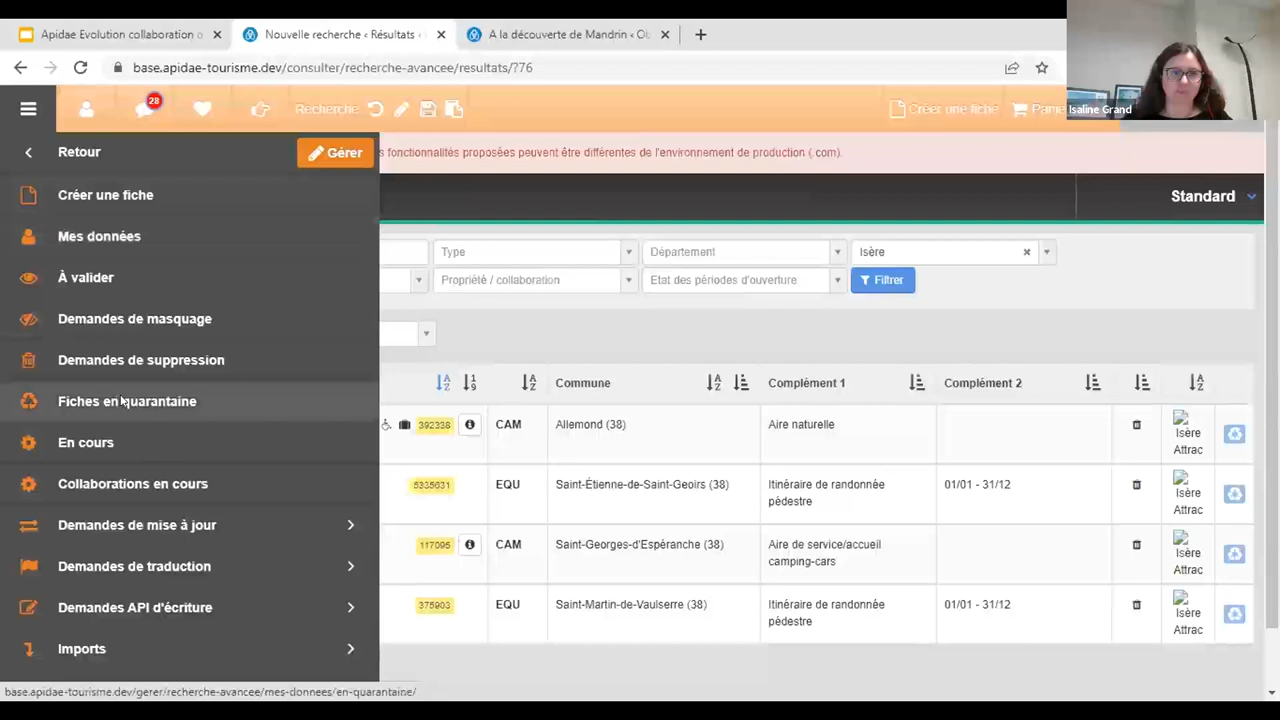 Apidae Evolution collaboration o
Nouvelle recherche « Résultats «
A la découverte de Mandrin « Ob
base.apidae-tourisme.dev/consulter/recherche-avancee/resultats/?76
Isaline Grand
28
Recherche
Créer une fiche
Panie
Retour
Gérer
s fonctionnalités proposées peuvent être différentes de l'environnement de production (.com).
Créer une fiche
Standard
Mes données
Type
Département
Isère
À valider
Propriété / collaboration
Etat des périodes d'ouverture
Filtrer
Demandes de masquage
Demandes de suppression
Commune
Complément 1
Complément 2
Fiches en quarantaine
392338
CAM
Allemond (38)
Aire naturelle
Isère
Attrac
En cours
Collaborations en cours
5335631
EQU
Saint-Étienne-de-Saint-Geoirs (38)
Itinéraire de randonnée
pédestre
01/01 - 31/12
Isère
Attrac
Demandes de mise à jour
117095
CAM
Saint-Georges-d'Espéranche (38)
Aire de service/accueil
camping-cars
Isère
Attrac
Demandes de traduction
Demandes API d'écriture
375903
EQU
Saint-Martin-de-Vaulserre (38)
Itinéraire de randonnée
pédestre
01/01 - 31/12
Isère
Attrac
Imports
base.apidae-tourisme.dev/gerer/recherche-avancee/mes-donnees/en-quarantaine/